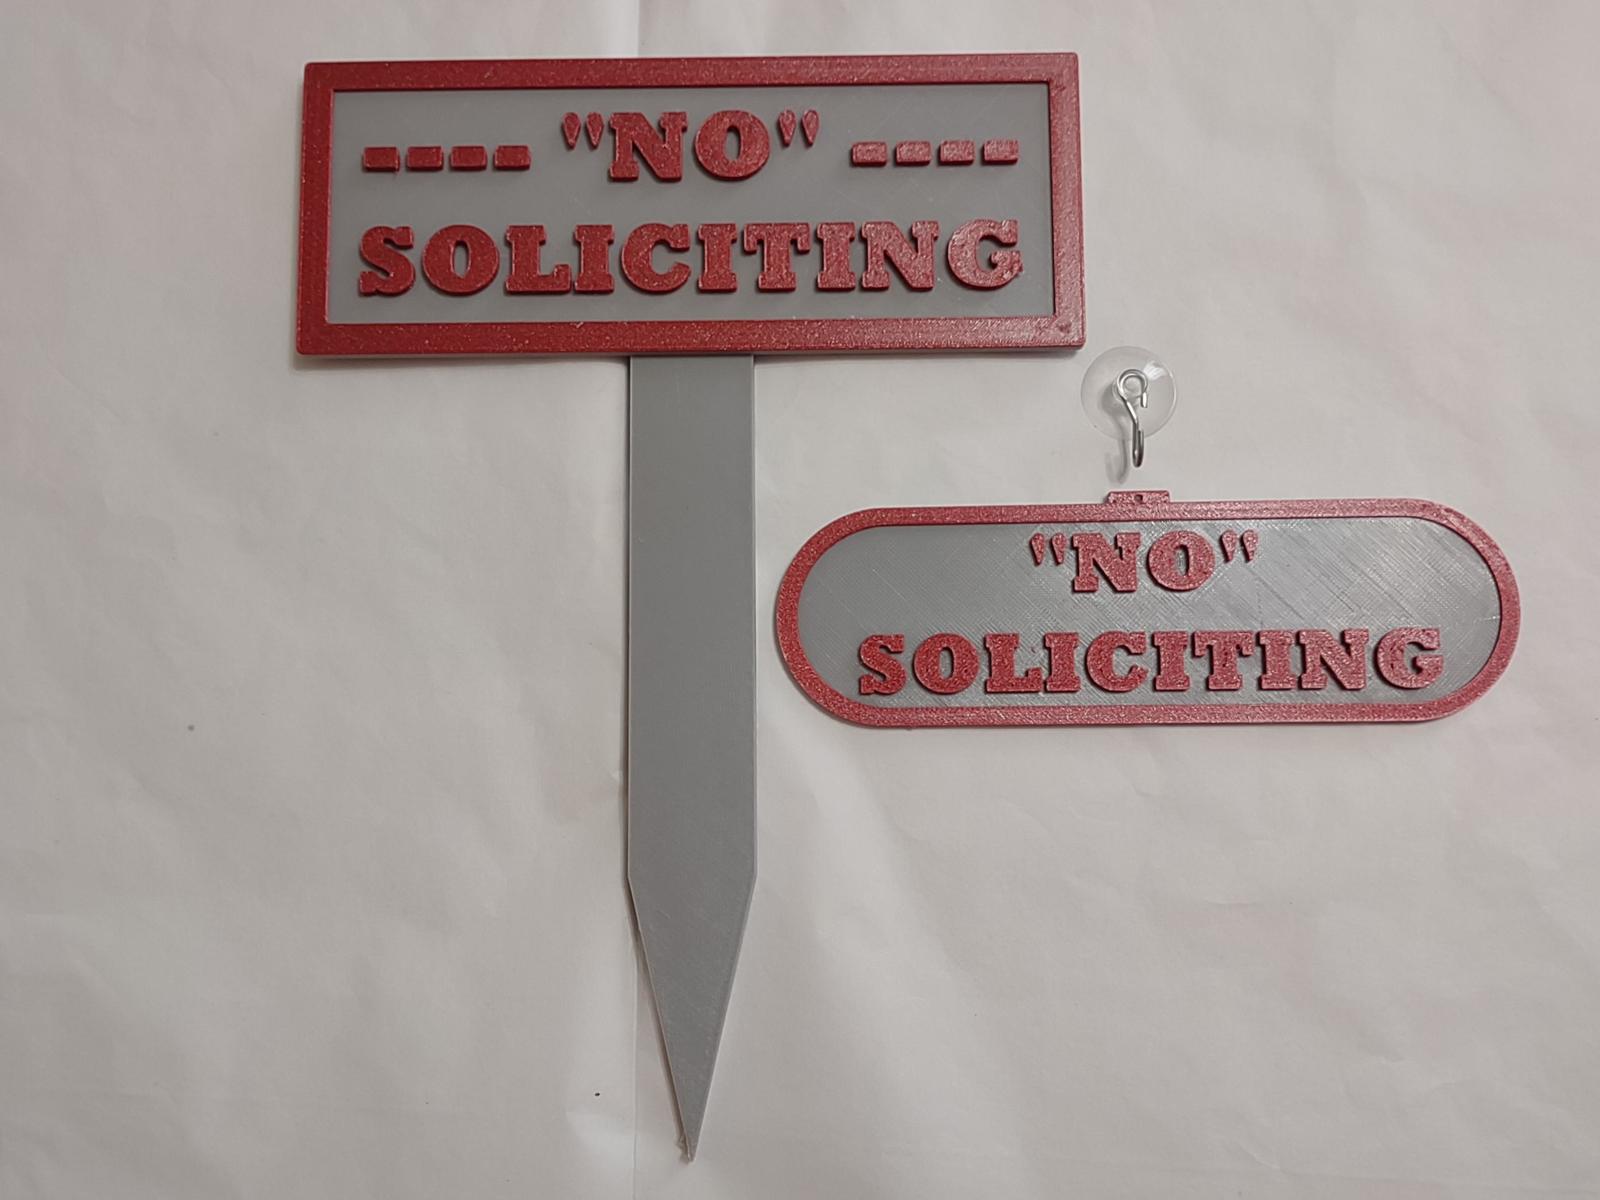 ---- "NO" ----
SOLICITING
"NO"
SOLICITING